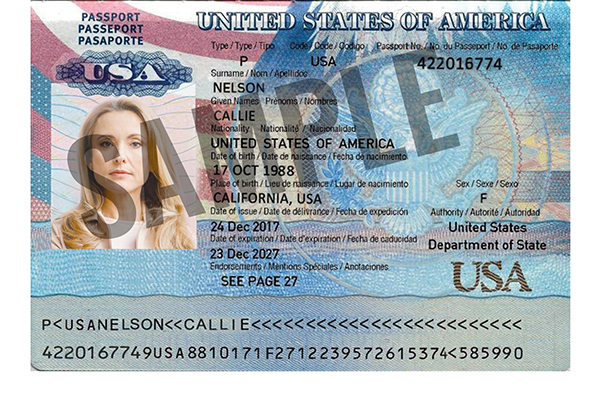 PASSPORT
PASSEPORT
PASAPORTE
USA
UNITED STATES OF AMERICA
Type / Type / Tipo Code / Code / Codigo Passport No. / No. du Passeport / No. de Pasaporte
P USA 422016774
Surname / Nom / Apellidos
NELSON
Given Names Prénoms / Nombres
CALLIE
Nationality Nationalité / Nacionalidad
UNITED STATES OF AMERICA
Date of birth / Date de naissance / Fecha de nacimiento
17 OCT 1988
Place of birth / Lieu de naissance / Lugar de nacimiento Sex / Sexe / Sexo
CALIFORNIA, USA F
Date of issue / Date de délivrance / Fecha de expedición Authority / Autorité / Autoridad
24 Dec 2017 United States
Date of expiration / Date d'expiration / Fecha de caducidad Department of State
23 Dec 2027
Endorsements / Mentions Spéciales / Anotaciones
SEE PAGE 27
USA
SAMPLE
P<USANELSON<<CALLIE<<<<<<<<<<<<<<<<<<<<<<<<<
4220167749USA8810171F2712239572615374<585990